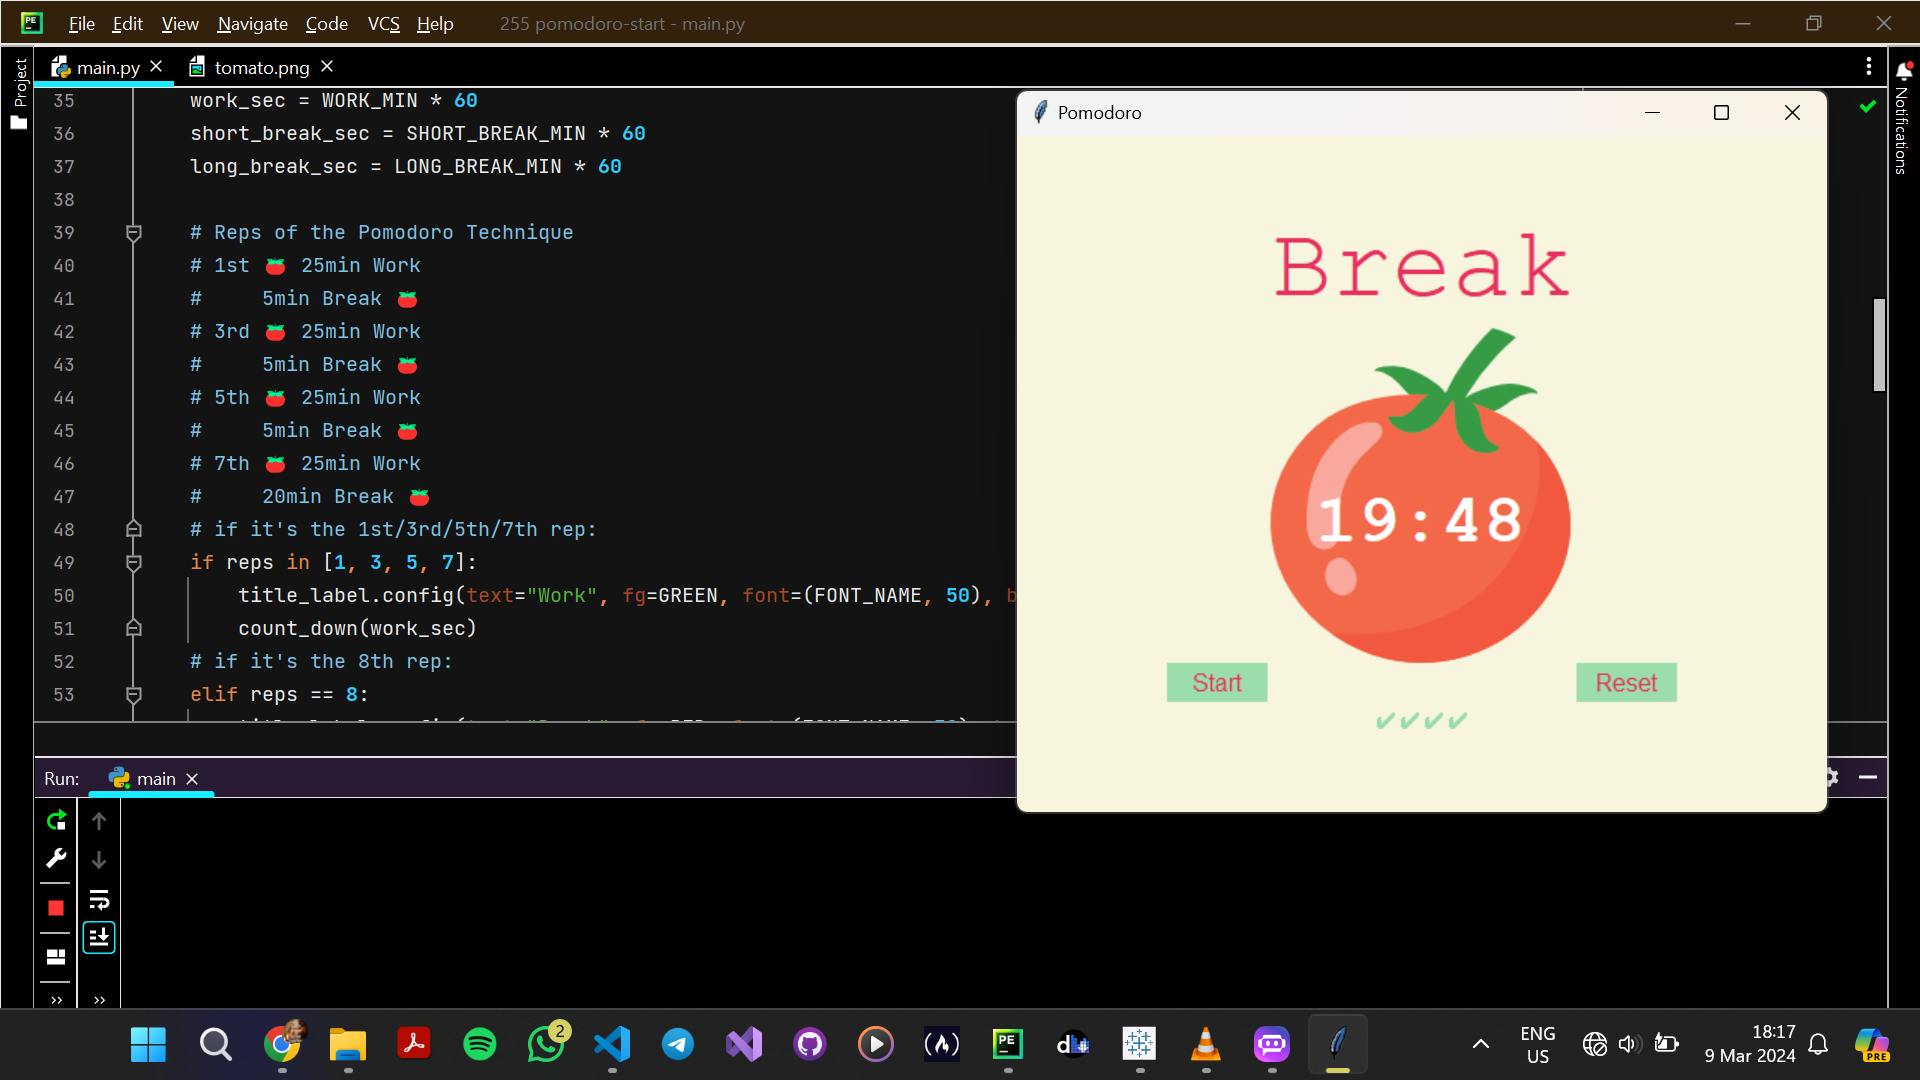 File Edit View Navigate Code VCS Help 255 pomodoro-start - main.py
main.py tomato.png
Project
Notifications
35 work_sec = WORK_MIN * 60
36 short_break_sec = SHORT_BREAK_MIN * 60
37 long_break_sec = LONG_BREAK_MIN * 60
38
39 # Reps of the Pomodoro Technique
40 # 1st 🍅 25min Work
41 #     5min Break 🍅
42 # 3rd 🍅 25min Work
43 #     5min Break 🍅
44 # 5th 🍅 25min Work
45 #     5min Break 🍅
46 # 7th 🍅 25min Work
47 #     20min Break 🍅
48 # if it's the 1st/3rd/5th/7th rep:
49 if reps in [1, 3, 5, 7]:
50     title_label.config(text="Work", fg=GREEN, font=(FONT_NAME, 50), b
51     count_down(work_sec)
52 # if it's the 8th rep:
53 elif reps == 8:
Pomodoro
Break
19:48
Start Reset
✔✔✔✔
Run: main
2
ENG
US
18:17
9 Mar 2024
PRE